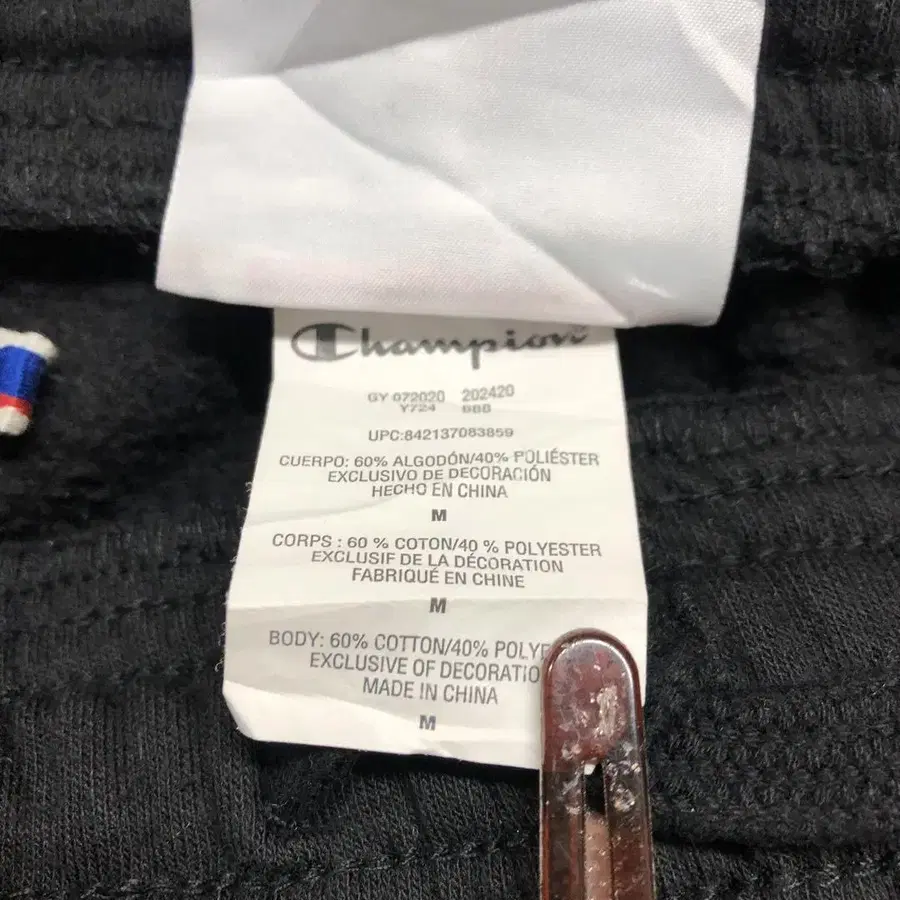 Champion
GY 072020 202420
Y724 BBB
UPC:842137083859
CUERPO: 60% ALGODÓN/40% POLIÉSTER
EXCLUSIVO DE DECORACIÓN
HECHO EN CHINA
M
CORPS : 60 % COTON/40 % POLYESTER
EXCLUSIF DE LA DÉCORATION
FABRIQUÉ EN CHINE
M
BODY: 60% COTTON/40%
EXCLUSIVE OF
MADE IN CHINA
M